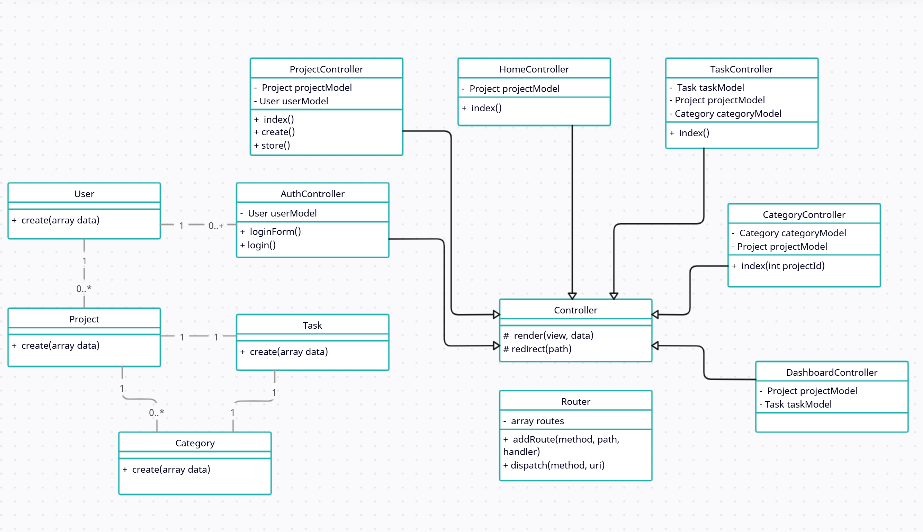 ProjectController
- Project projectModel
- User userModel
+ index()
+ create()
+ store()
HomeController
- Project projectModel
+ index()
TaskController
- Task taskModel
- Project projectModel
- Category categoryModel
+ index()
User
+ create(array data)
1
0..+
AuthController
- User userModel
+ loginForm()
+ login()
CategoryController
- Category categoryModel
- Project projectModel
+ index(int projectId)
1
0..*
Project
+ create(array data)
1
1
Task
+ create(array data)
Controller
# render(view, data)
# redirect(path)
DashboardController
- Project projectModel
- Task taskModel
1
0..*
1
1
Category
+ create(array data)
Router
- array routes
+ addRoute(method, path,
handler)
+ dispatch(method, uri)